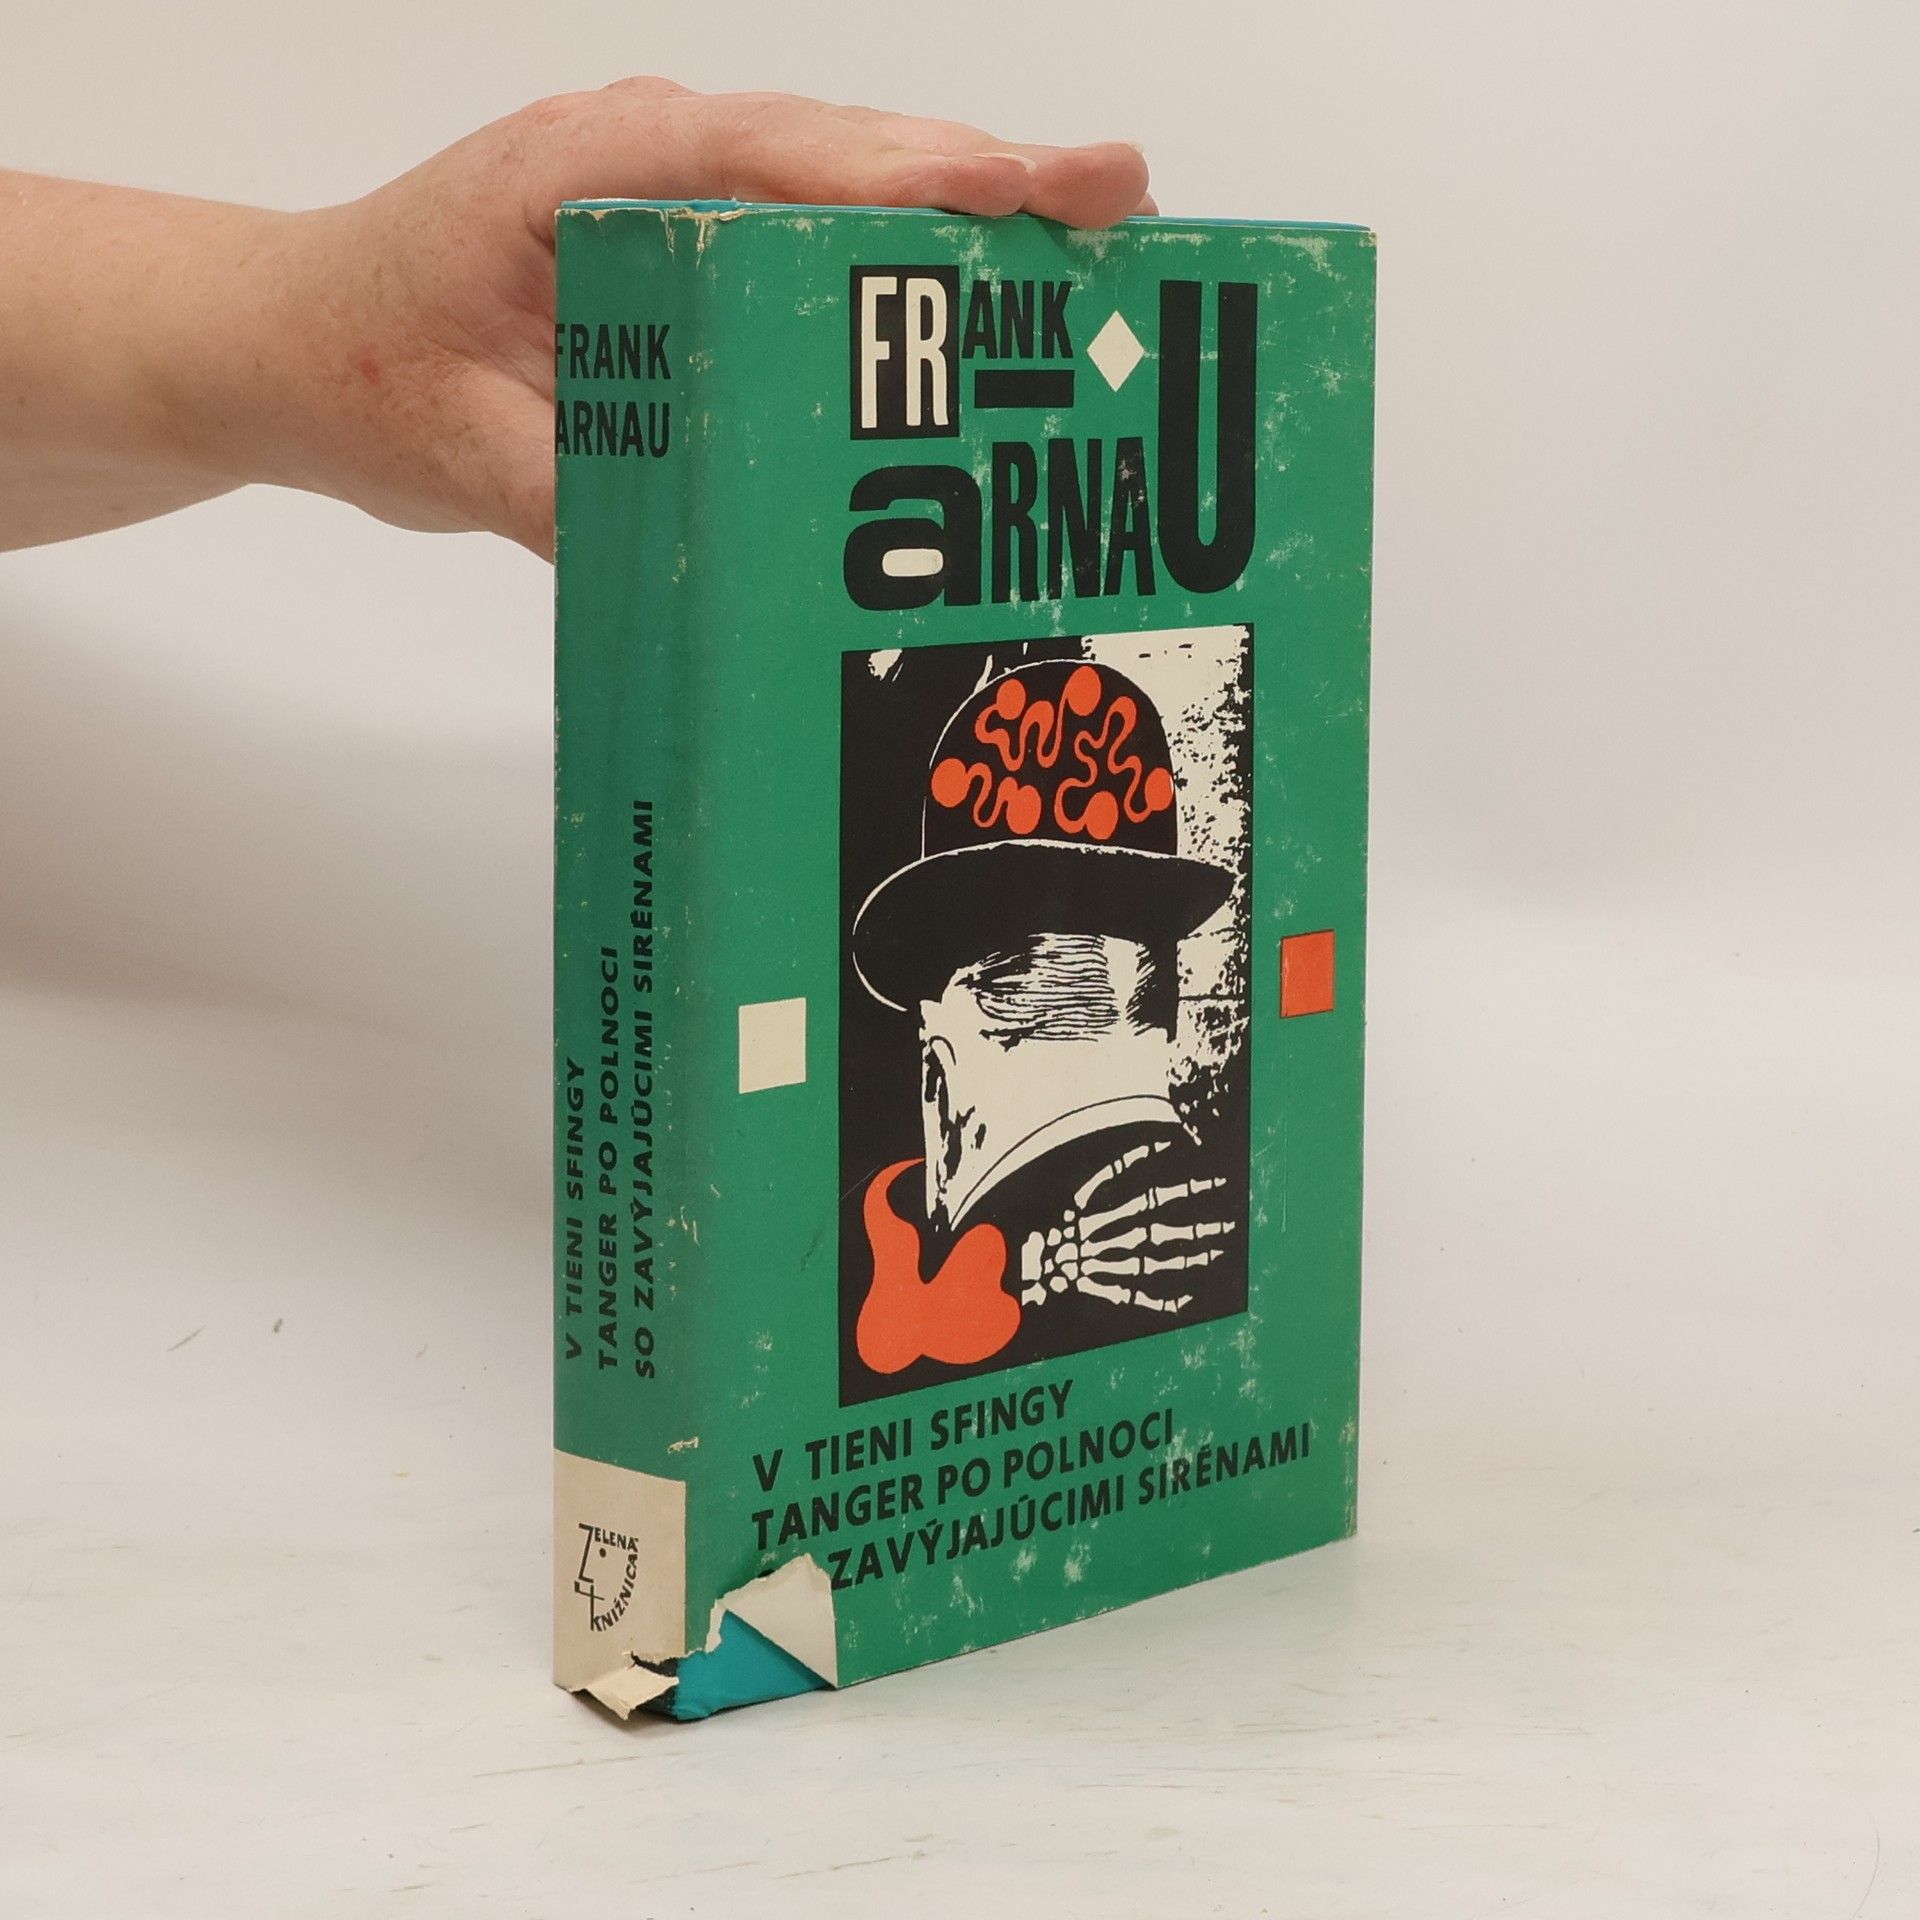 FRANK
ARNAU
V TIENI SFINGY
TANGER PO POLNOCI
SO ZAVÝJAJÚCIMI SIRÉNAMI
ZELENÁ
KNIŽNICA
FRANK
ARNAU
V TIENI SFINGY
TANGER PO POLNOCI
ZAVÝJAJÚCIMI SIRÉNAMI